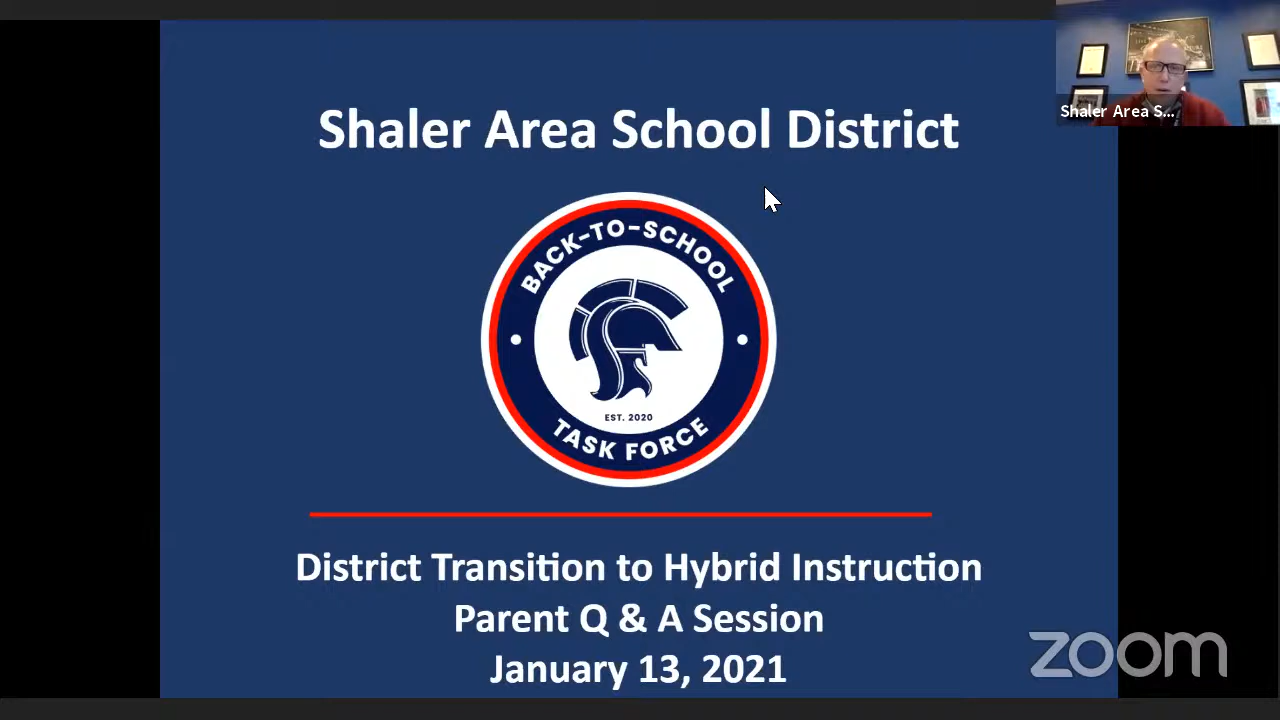 Shaler Area School District
Shaler Area S...
BACK-TO-SCHOOL
EST. 2020
TASK FORCE
District Transition to Hybrid Instruction
Parent Q & A Session
January 13, 2021
zoom